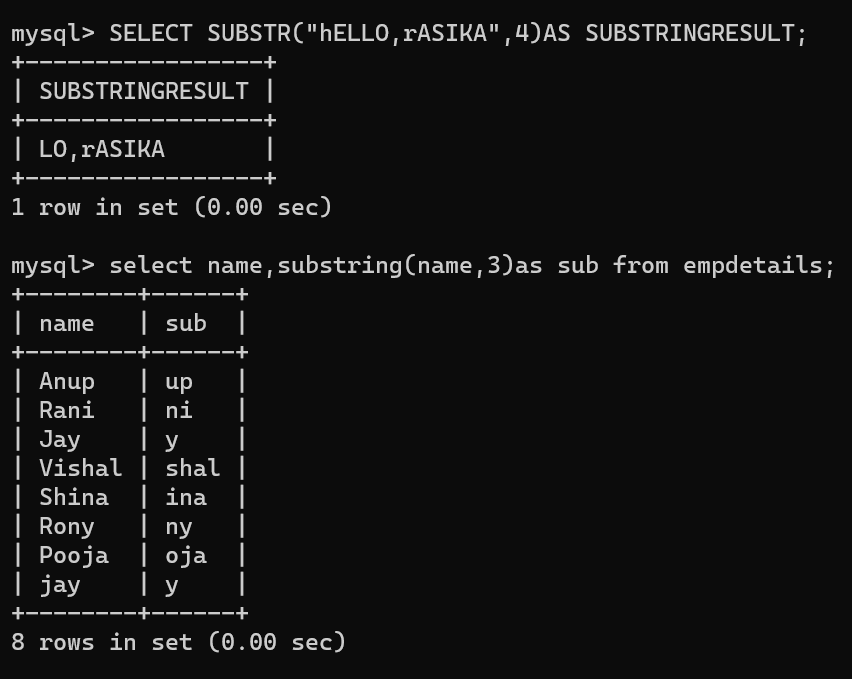 mysql> SELECT SUBSTR("hELLO,rASIKA",4)AS SUBSTRINGRESULT;
+-----------------+
| SUBSTRINGRESULT |
+-----------------+
| LO,rASIKA       |
+-----------------+
1 row in set (0.00 sec)

mysql> select name,substring(name,3)as sub from empdetails;
+--------+------+
| name   | sub  |
+--------+------+
| Anup   | up   |
| Rani   | ni   |
| Jay    | y    |
| Vishal | shal |
| Shina  | ina  |
| Rony   | ny   |
| Pooja  | oja  |
| jay    | y    |
+--------+------+
8 rows in set (0.00 sec)